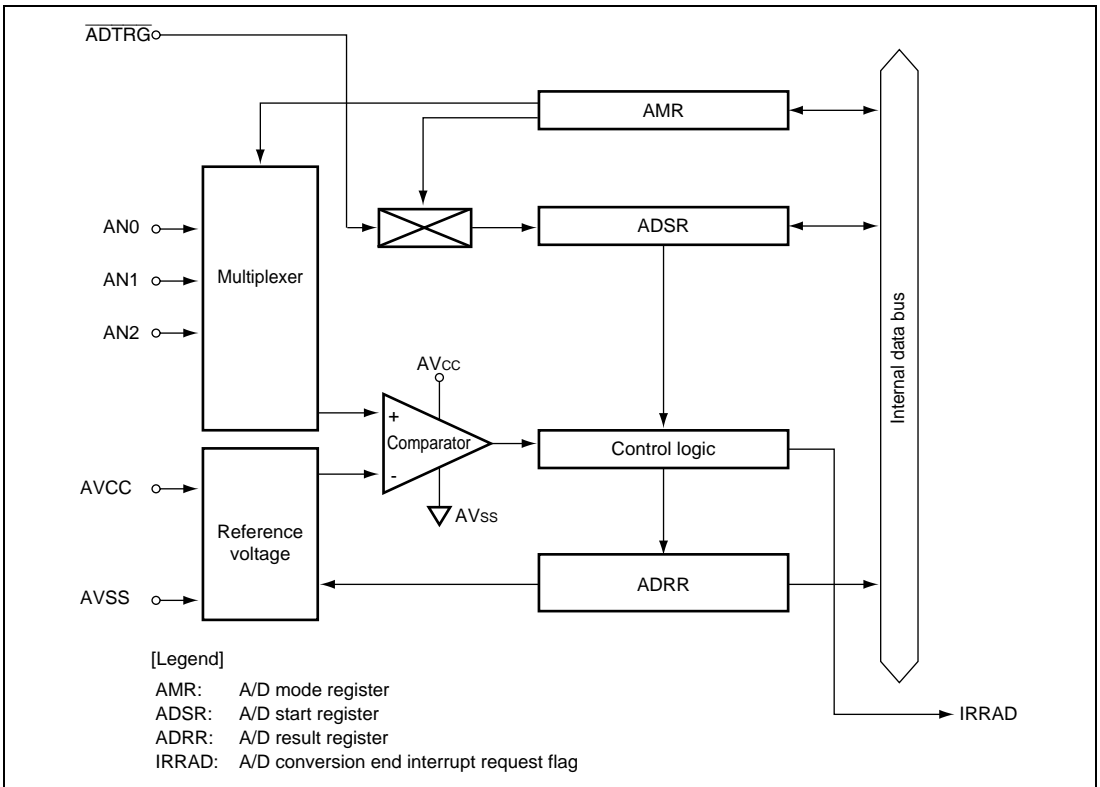 ADTRG
AMR
AN0
AN1
AN2
Multiplexer
ADSR
Internal data bus
AVcc
+
Comparator
-
AVss
Control logic
AVCC
AVSS
Reference
voltage
ADRR
[Legend]
AMR: A/D mode register
ADSR: A/D start register
ADRR: A/D result register
IRRAD: A/D conversion end interrupt request flag
IRRAD